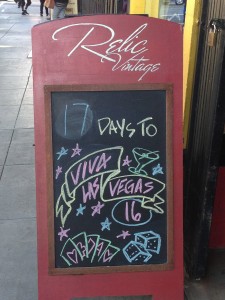 Relic
Vintage
17 DAYS TO
VIVA
LAS VEGAS
16